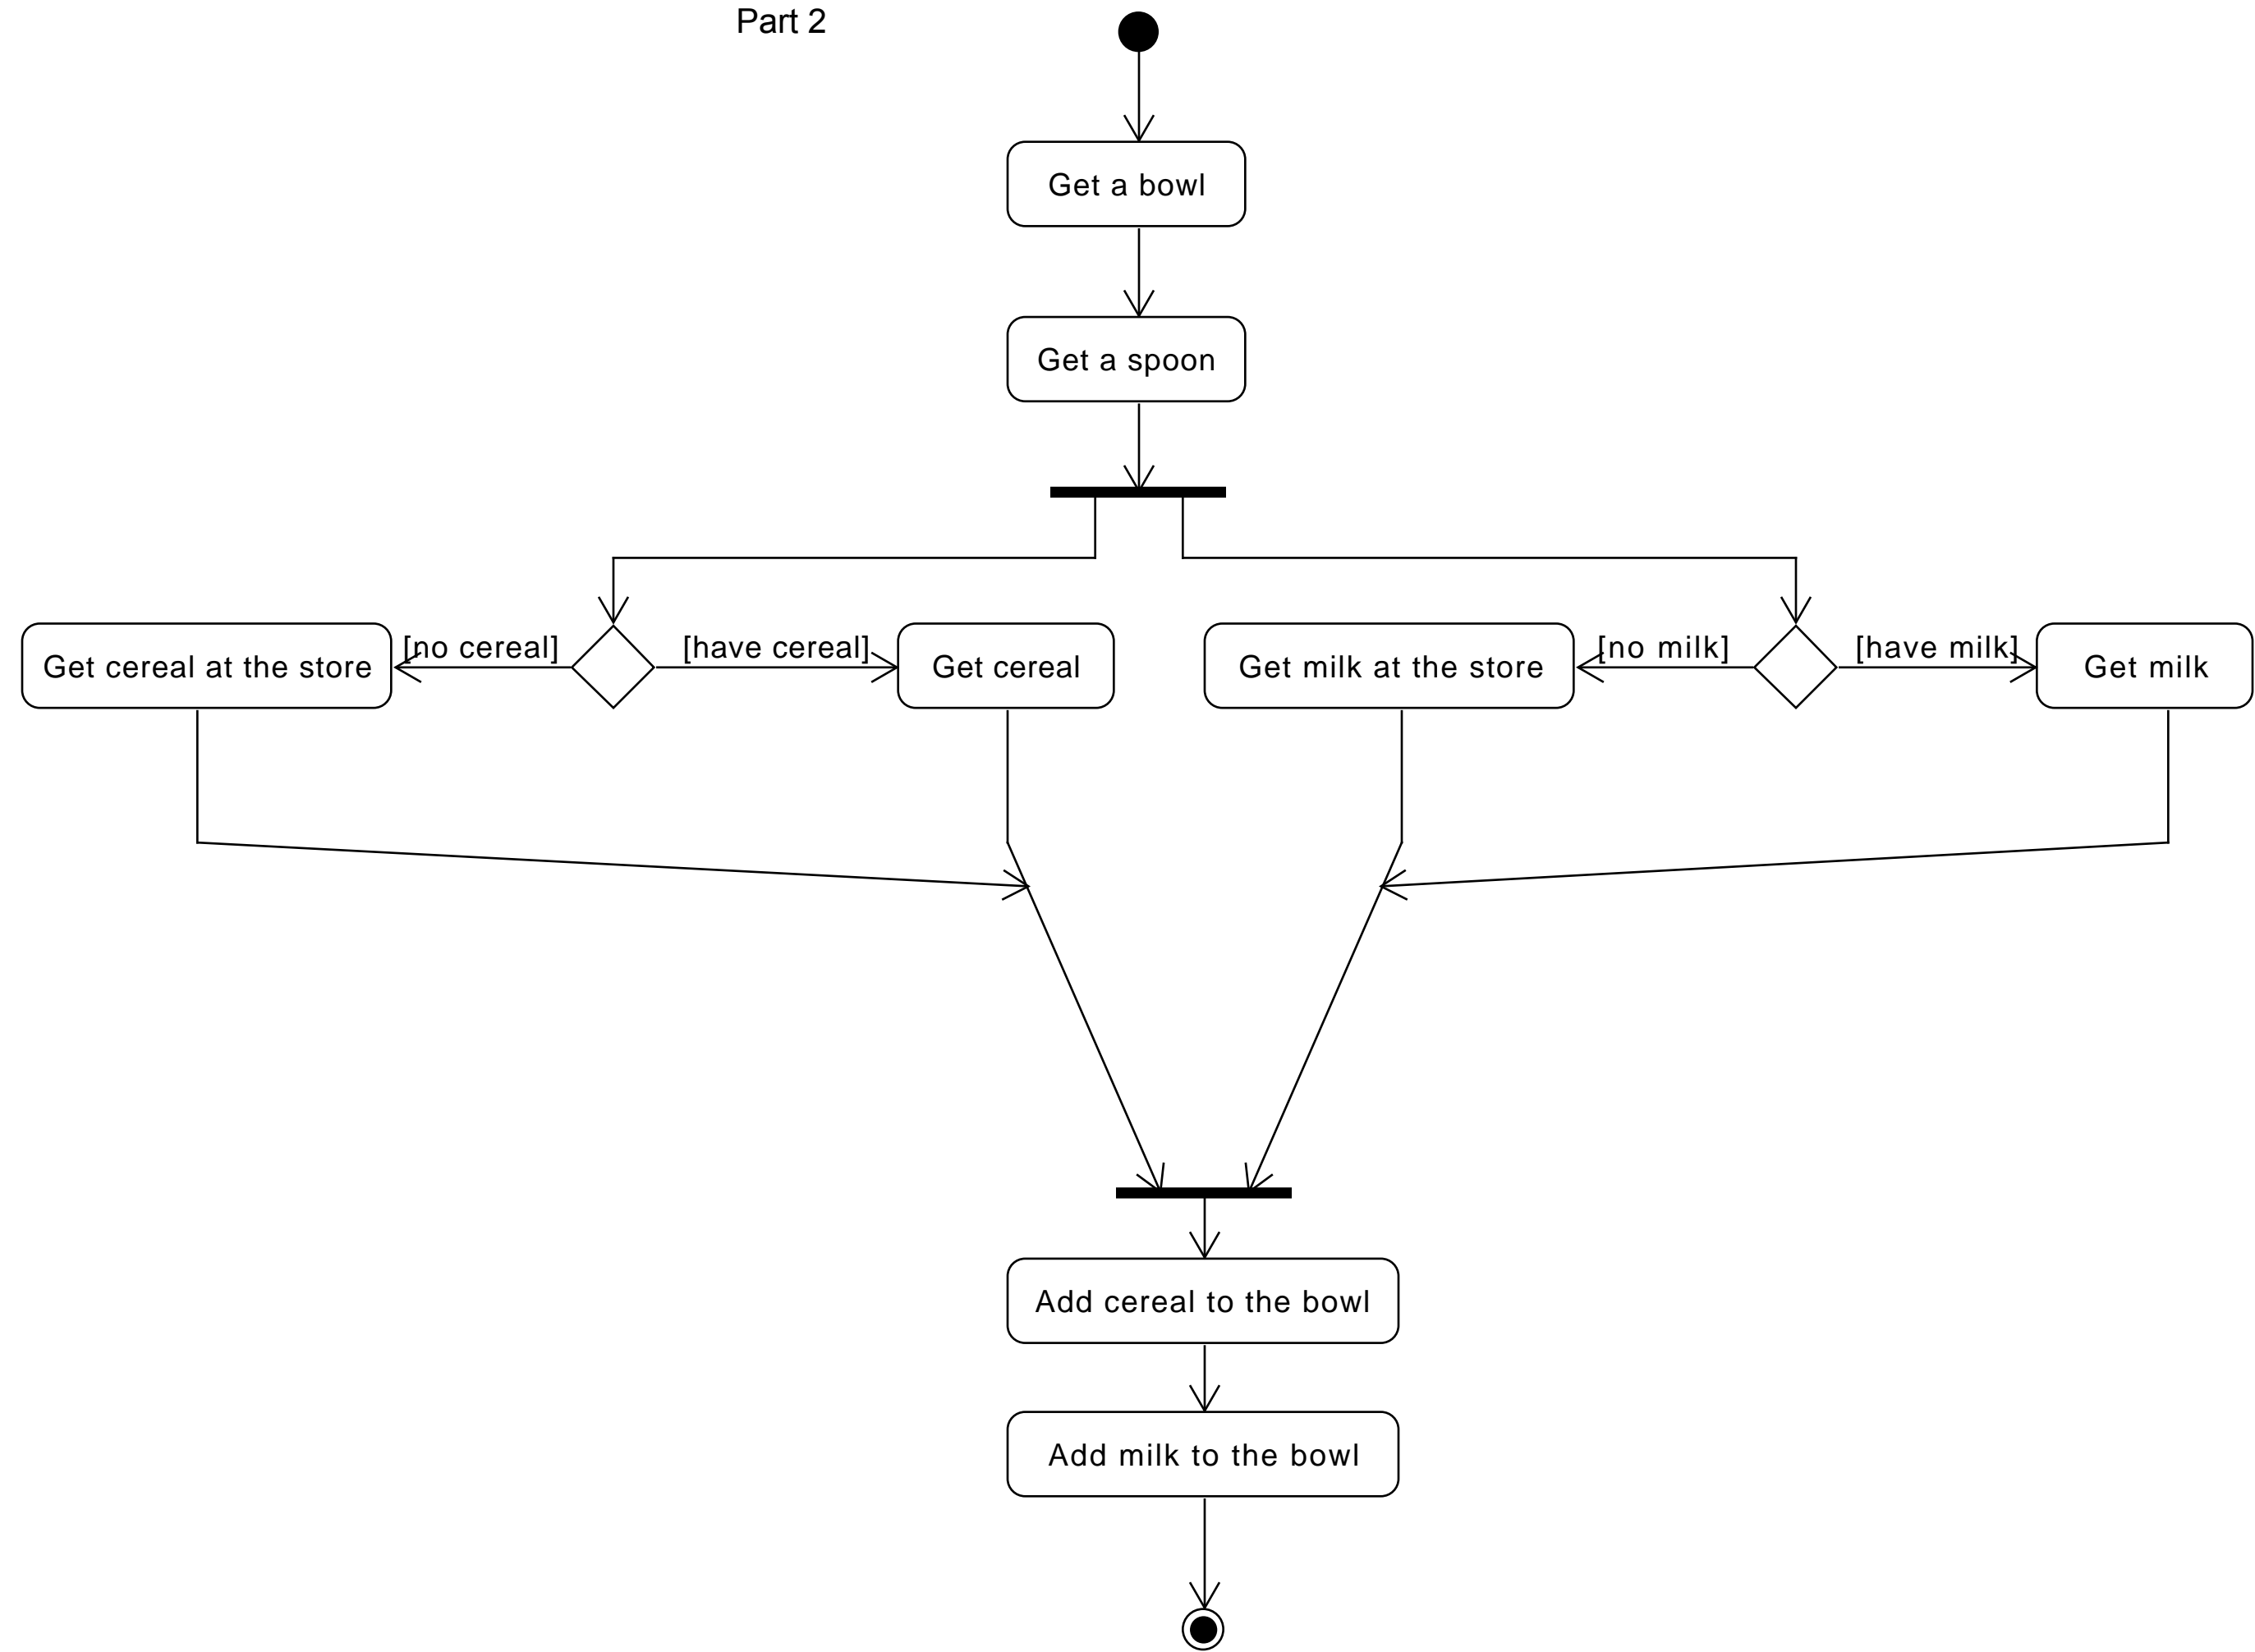 Part 2
Get a bowl
Get a spoon
[no cereal]
[have cereal]
[no milk]
[have milk]
Get cereal at the store
Get cereal
Get milk at the store
Get milk
Add cereal to the bowl
Add milk to the bowl